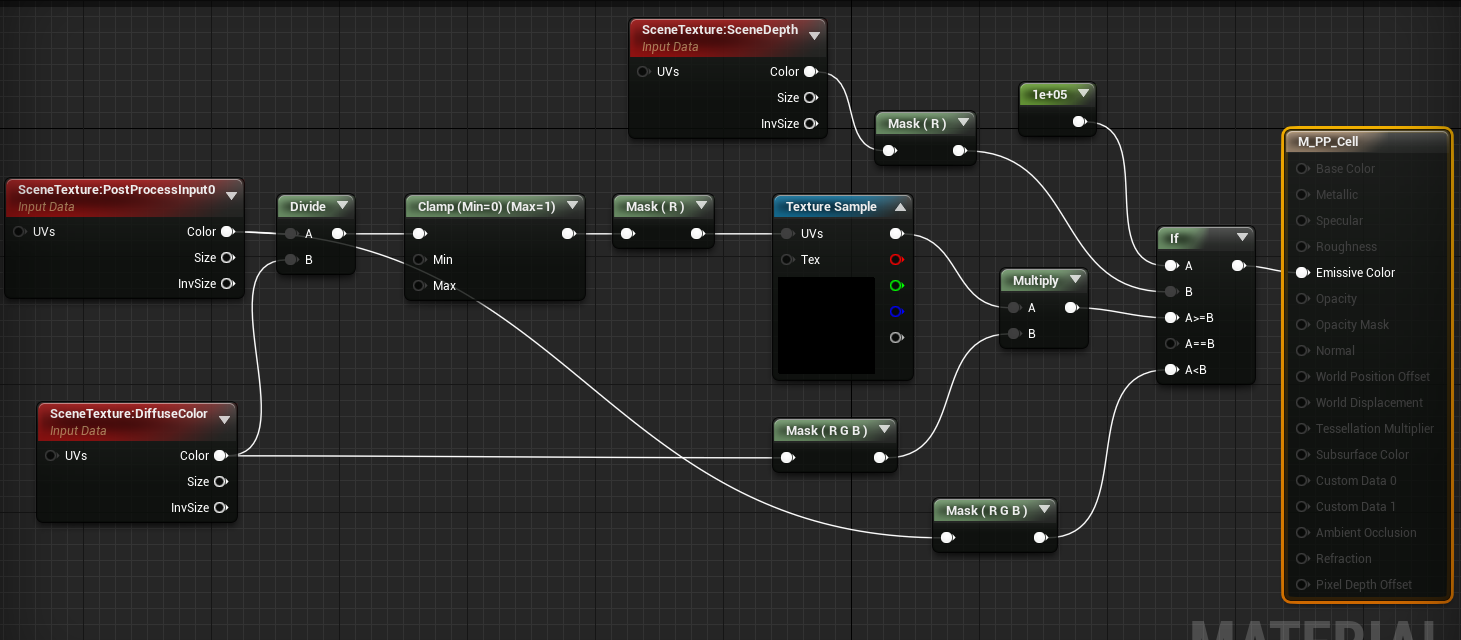 SceneTexture:SceneDepth
Input Data
UVs
Color
Size
InvSize
Mask ( R )
1e+05
M_PP_Cell
Base Color
Metallic
Specular
Roughness
Emissive Color
Opacity
Opacity Mask
Normal
World Position Offset
World Displacement
Tessellation Multiplier
Subsurface Color
Custom Data 0
Custom Data 1
Ambient Occlusion
Refraction
Pixel Depth Offset
SceneTexture:PostProcessInput0
Input Data
UVs
Color
Size
InvSize
Divide
A
B
Clamp (Min=0) (Max=1)
Min
Max
Mask ( R )
Texture Sample
UVs
Tex
Multiply
A
B
If
A
B
A>=B
A==B
A<B
SceneTexture:DiffuseColor
Input Data
UVs
Color
Size
InvSize
Mask ( R G B )
Mask ( R G B )
MATERIAL